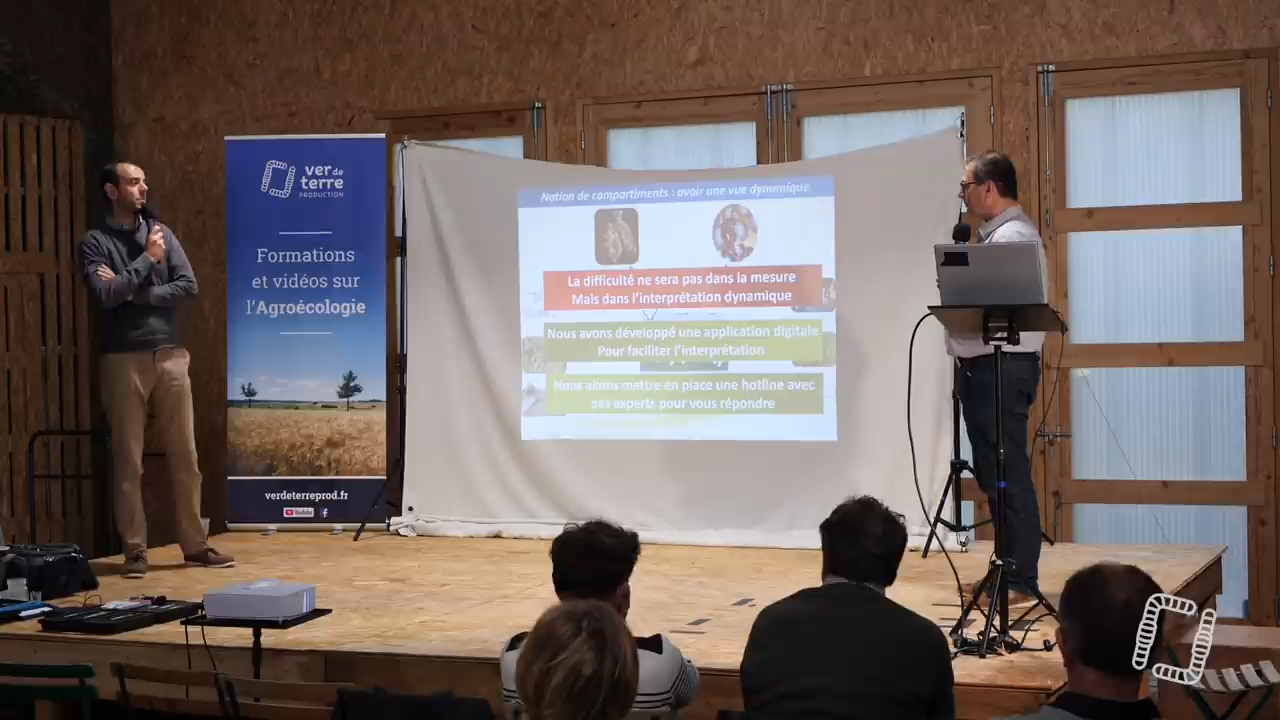 ver de
terre
PRODUCTION
Formations
et vidéos sur
l'Agroécologie
verdeterreprod.fr
YouTube
f
Notion de compartiments : avoir une vue dynamique
La difficulté ne sera pas dans la mesure
Mais dans l'interprétation dynamique
Nous avons développé une application digitale
Pour faciliter l'interprétation
Nous allons mettre en place une hotline avec
des experts pour vous répondre